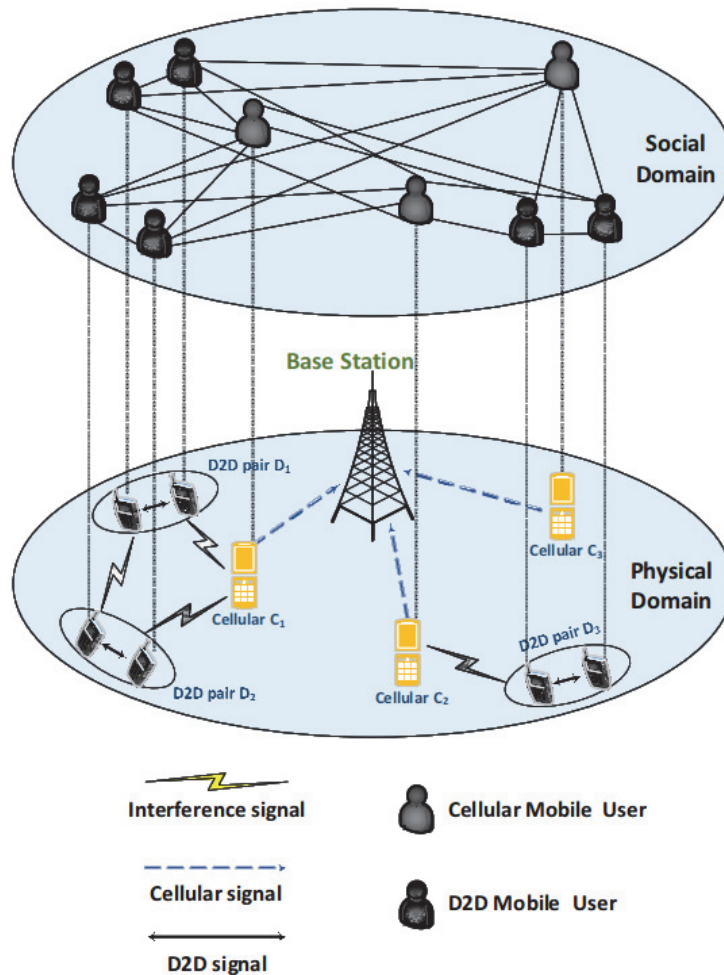 Social
Domain
Base Station
D2D pair D₁
Cellular C₃
Physical
Domain
Cellular C₁
D2D pair D₃
D2D pair D₂
Cellular C₂
Interference signal
Cellular Mobile User
Cellular signal
D2D Mobile User
D2D signal